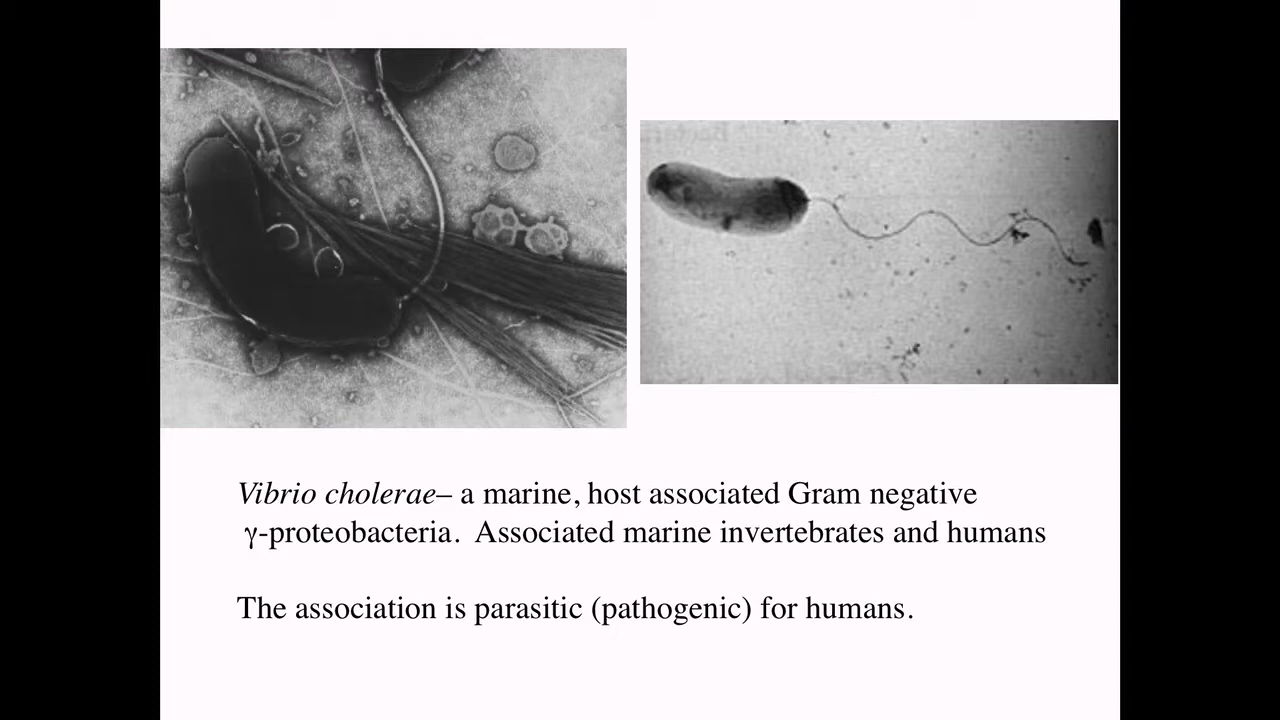 Vibrio cholerae– a marine, host associated Gram negative
γ-proteobacteria. Associated marine invertebrates and humans
The association is parasitic (pathogenic) for humans.